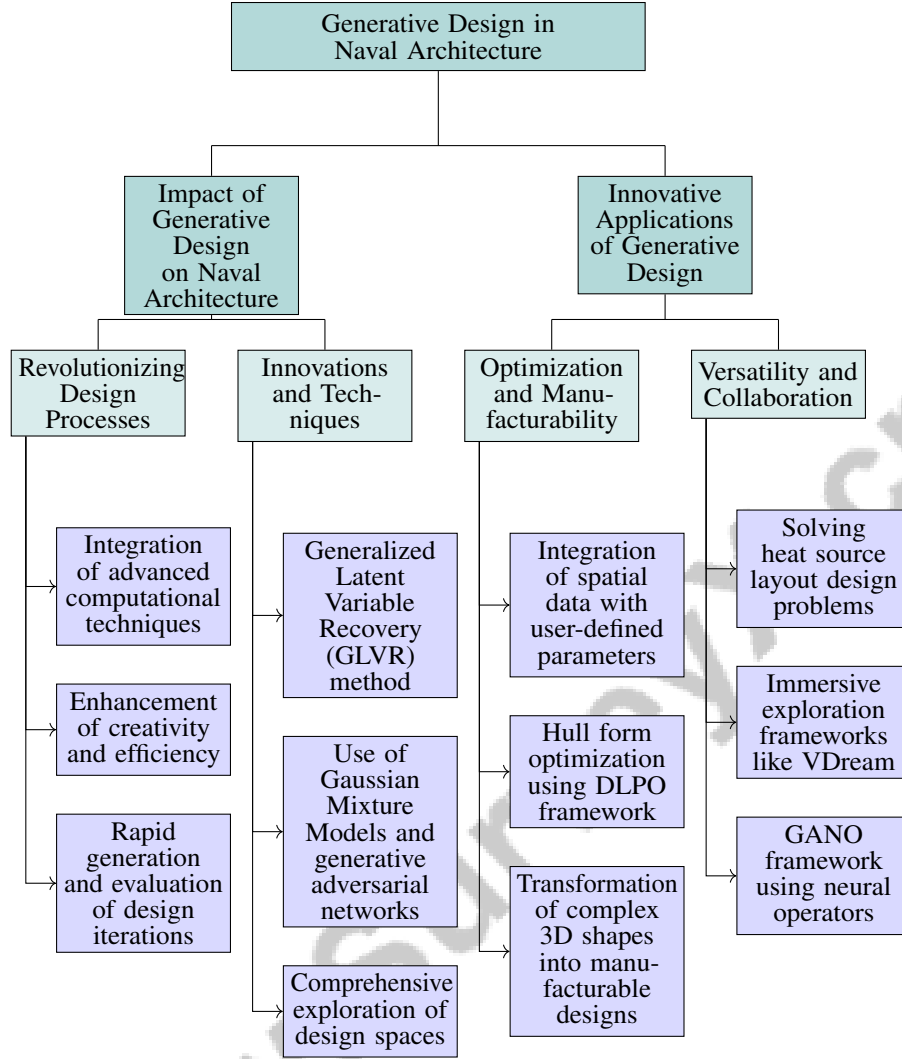 Generative Design in
Naval Architecture
Impact of
Generative
Design
on Naval
Architecture
Innovative
Applications
of Generative
Design
Revolutionizing
Design
Processes
Innovations
and Tech-
niques
Optimization
and Manu-
facturability
Versatility and
Collaboration
Integration
of advanced
computational
techniques
Enhancement
of creativity
and efficiency
Rapid
generation
and evaluation
of design
iterations
Generalized
Latent
Variable
Recovery
(GLVR)
method
Use of
Gaussian
Mixture
Models and
generative
adversarial
networks
Comprehensive
exploration of
design spaces
Integration
of spatial
data with
user-defined
parameters
Hull form
optimization
using DLPO
framework
Transformation
of complex
3D shapes
into manu-
facturable
designs
Solving
heat source
layout design
problems
Immersive
exploration
frameworks
like VDream
GANO
framework
using neural
operators